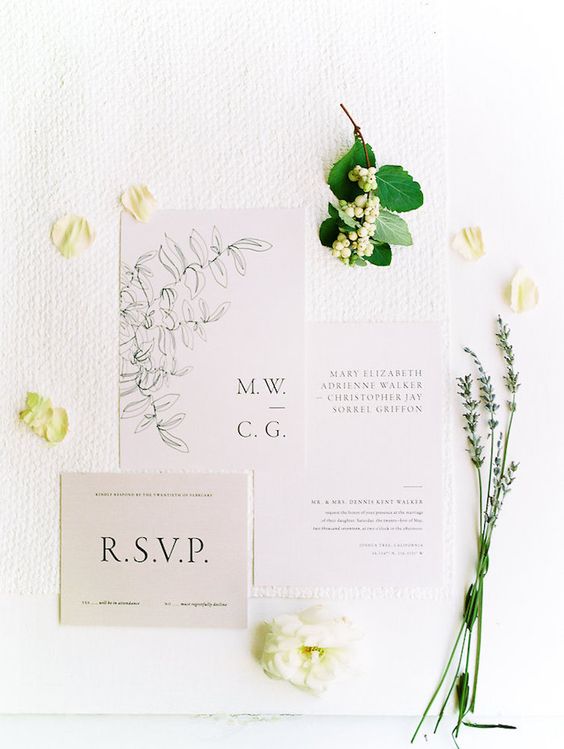 M. W.
—
C. G.
MARY ELIZABETH
ADRIENNE WALKER
— CHRISTOPHER JAY
SORREL GRIFFON
MR. & MRS. DENNIS KENT WALKER
request the honor of your presence at the marriage
of their daughter. Saturday, the twenty-first of May,
two thousand seventeen, at two o'clock in the afternoon
JOSHUA TREE, CALIFORNIA
KINDLY RESPOND BY THE TWENTIETH OF FEBRUARY
R.S.V.P.
YES will be in attendance NO must regretfully decline